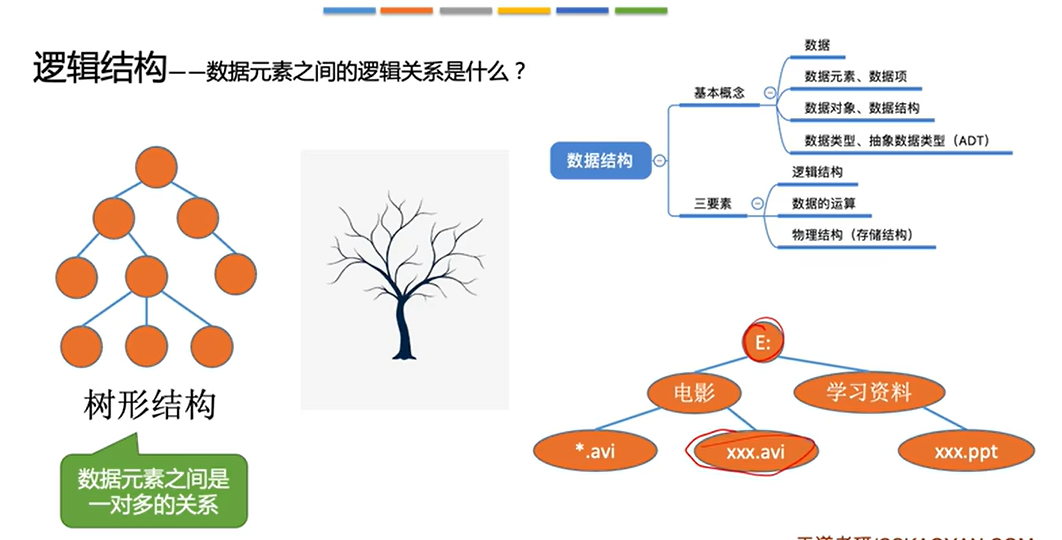 逻辑结构——数据元素之间的逻辑关系是什么？
数据结构
基本概念
数据
数据元素、数据项
数据对象、数据结构
数据类型、抽象数据类型（ADT）
三要素
逻辑结构
数据的运算
物理结构（存储结构）
树形结构
数据元素之间是
一对多的关系
E:
电影
学习资料
*.avi
xxx.avi
xxx.ppt